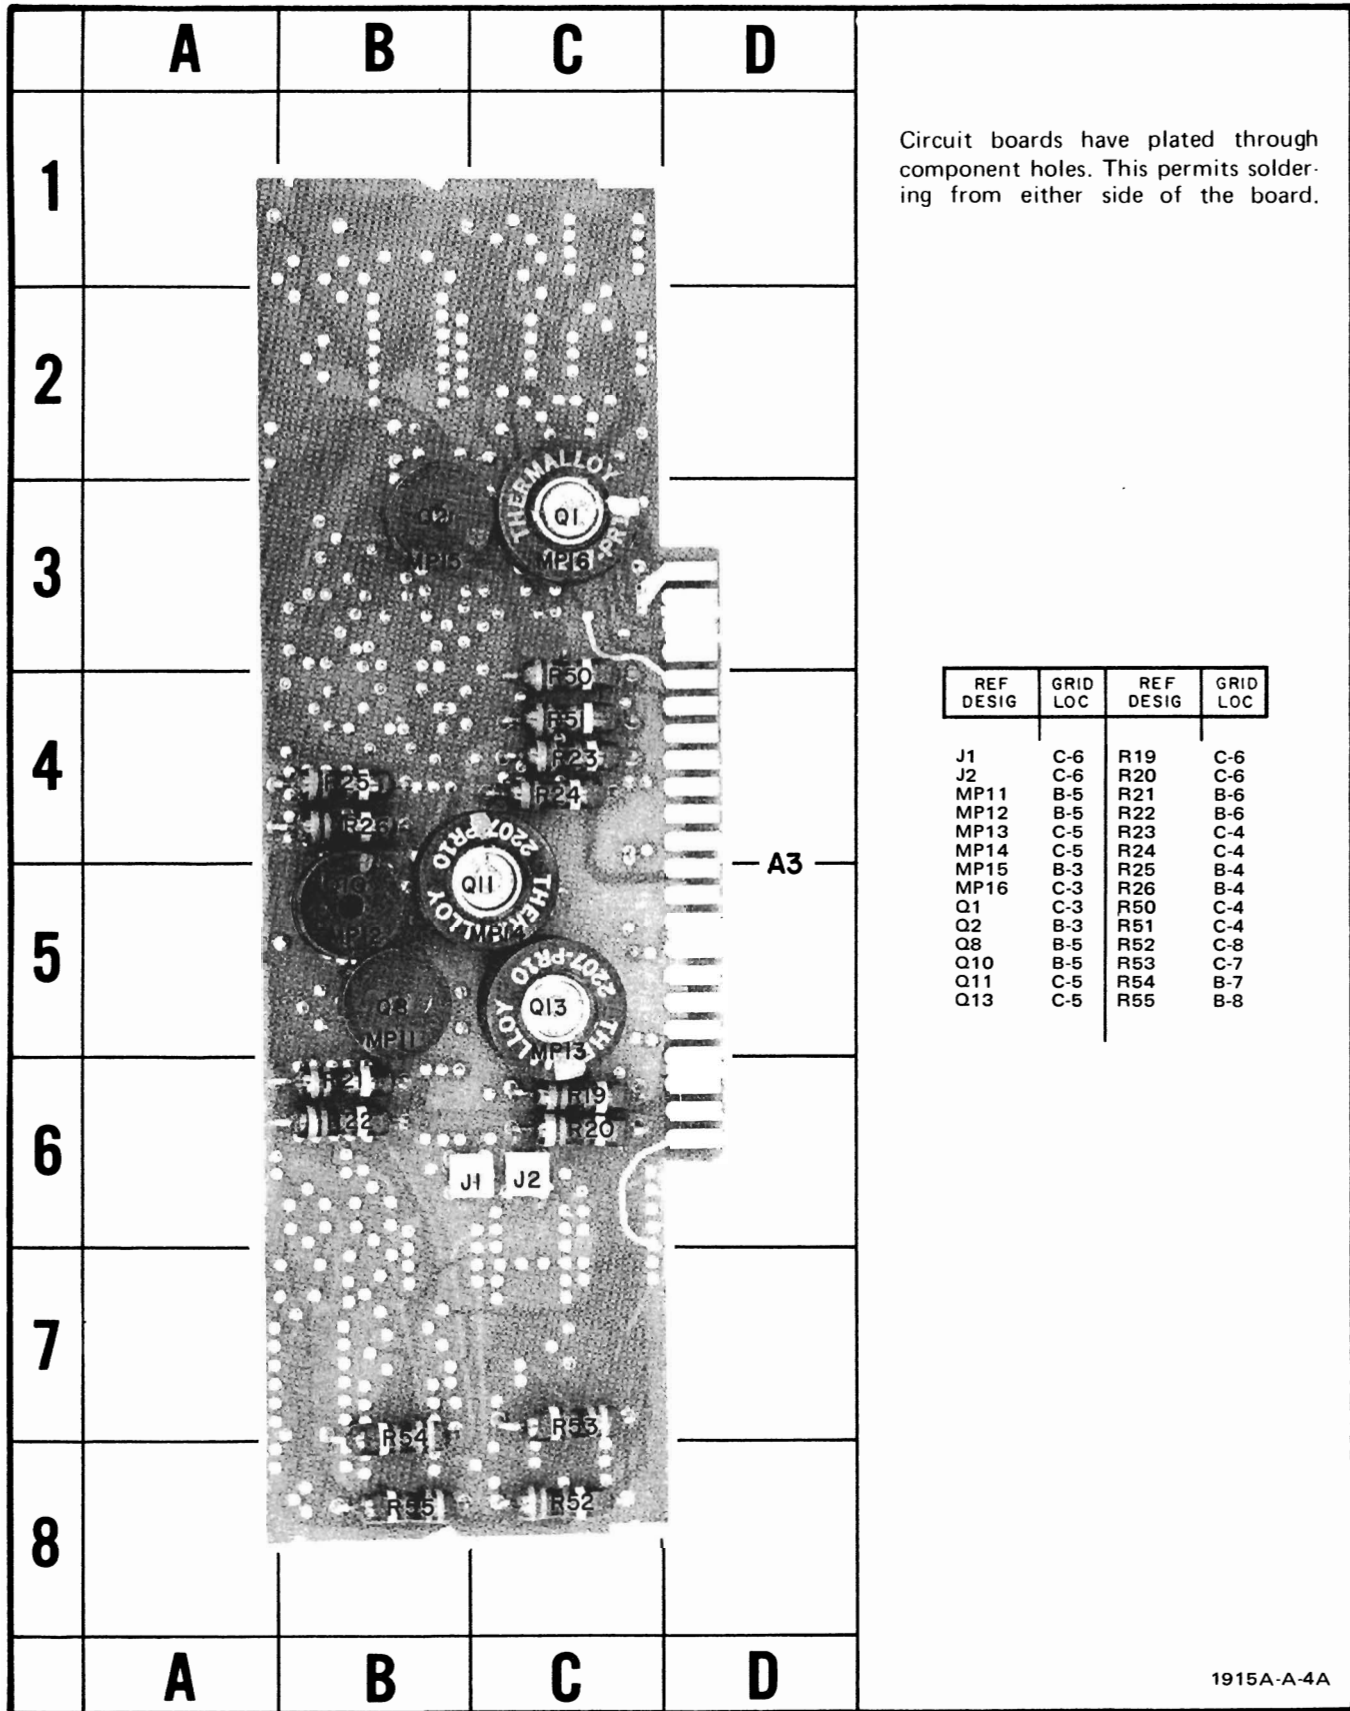 A B C D
1
Circuit boards have plated through
component holes. This permits solder-
ing from either side of the board.
2
THERMALLOY
Q2
Q1
PR1
3
MP15
MP16
R50
R51
4
R23
R25
R24
R26
2207-PR10
A3
Q10
Q11
THERMALLOY
MP12
MP14
5
2207-PR10
Q8
Q13
MP11
THERMALLOY
MP13
R21
R19
R22
R20
6
J1 J2
7
R54
R53
R55
R52
8
A B C D
REF DESIG GRID LOC REF DESIG GRID LOC
J1 C-6 R19 C-6
J2 C-6 R20 C-6
MP11 B-5 R21 B-6
MP12 B-5 R22 B-6
MP13 C-5 R23 C-4
MP14 C-5 R24 C-4
MP15 B-3 R25 B-4
MP16 C-3 R26 B-4
Q1 C-3 R50 C-4
Q2 B-3 R51 C-4
Q8 B-5 R52 C-8
Q10 B-5 R53 C-7
Q11 C-5 R54 B-7
Q13 C-5 R55 B-8
1915A-A-4A